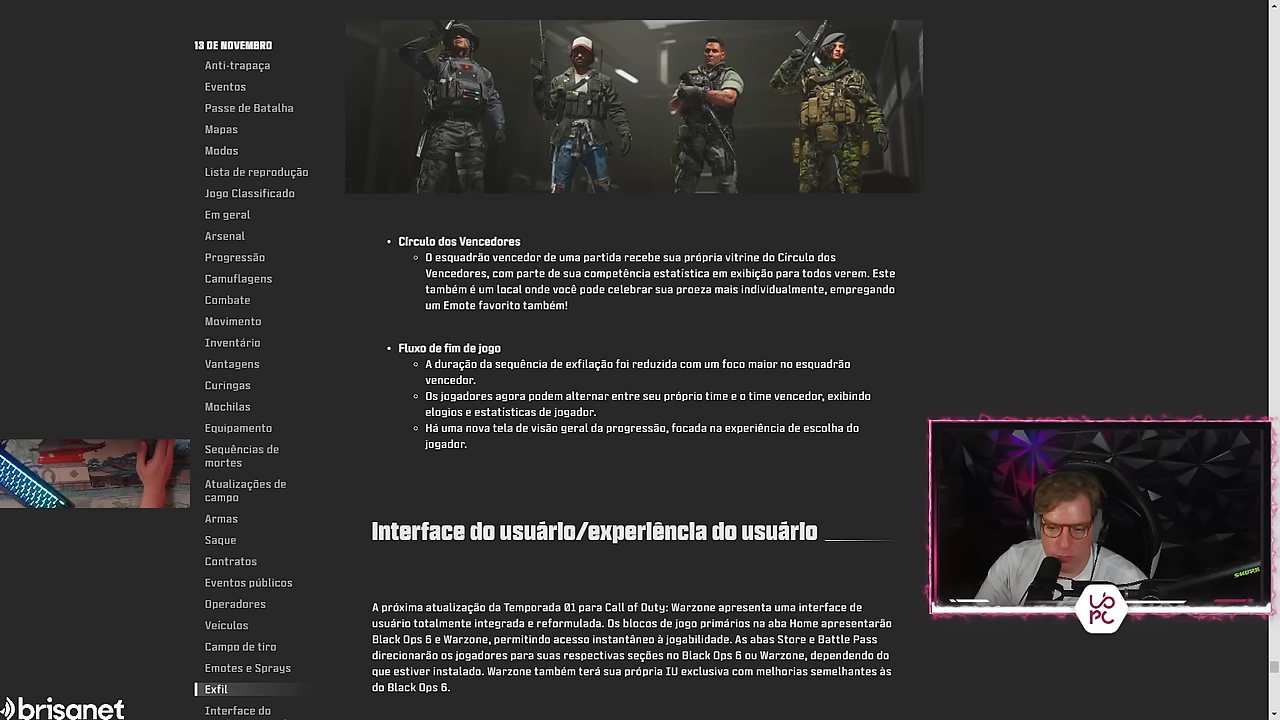 13 DE NOVEMBRO
Anti-trapaça
Eventos
Passe de Batalha
Mapas
Modos
Lista de reprodução
Jogo Classificado
Em geral
Arsenal
Progressão
Camuflagens
Combate
Movimento
Inventário
Vantagens
Curingas
Mochilas
Equipamento
Sequências de
mortes
Atualizações de
campo
Armas
Saque
Contratos
Eventos públicos
Operadores
Veículos
Campo de tiro
Emotes e Sprays
Exfil
Interface do
• Círculo dos Vencedores
○ O esquadrão vencedor de uma partida recebe sua própria vitrine do Círculo dos
Vencedores, com parte de sua competência estatística em exibição para todos verem. Este
também é um local onde você pode celebrar sua proeza mais individualmente, empregando
um Emote favorito também!
• Fluxo de fim de jogo
○ A duração da sequência de exfilação foi reduzida com um foco maior no esquadrão
vencedor.
○ Os jogadores agora podem alternar entre seu próprio time e o time vencedor, exibindo
elogios e estatísticas de jogador.
○ Há uma nova tela de visão geral da progressão, focada na experiência de escolha do
jogador.
Interface do usuário/experiência do usuário
A próxima atualização da Temporada 01 para Call of Duty: Warzone apresenta uma interface de
usuário totalmente integrada e reformulada. Os blocos de jogo primários na aba Home apresentarão
Black Ops 6 e Warzone, permitindo acesso instantâneo à jogabilidade. As abas Store e Battle Pass
direcionarão os jogadores para suas respectivas seções no Black Ops 6 ou Warzone, dependendo do
que estiver instalado. Warzone também terá sua própria IU exclusiva com melhorias semelhantes às
do Black Ops 6.
SHURE
UO
PC
brisanet